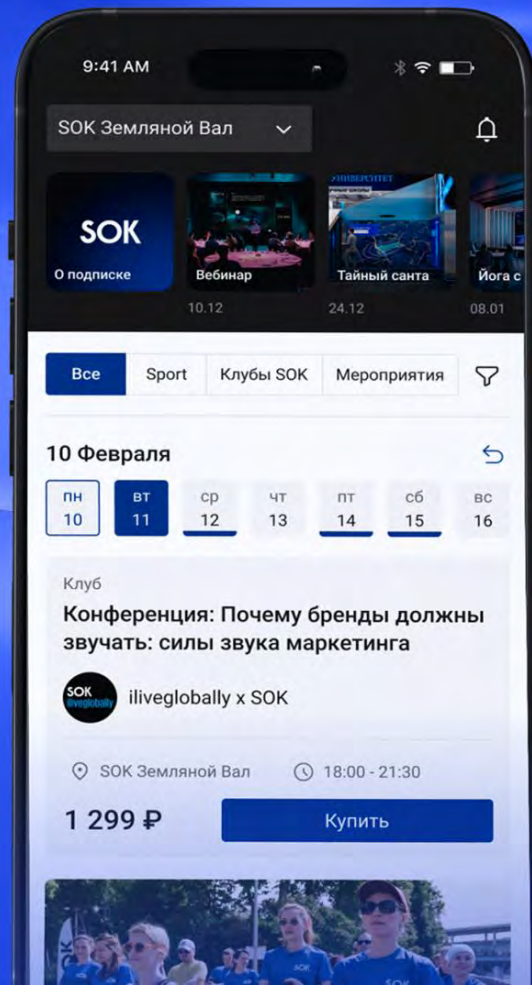 9:41 AM
SOK Земляной Вал
SOK
О подписке
УНИВЕРСИТЕТ
Вебинар
Тайный санта
Йога с
10.12
24.12
08.01
Все
Sport
Клубы SOK
Мероприятия
10 Февраля
пн
вт
ср
чт
пт
сб
вс
10
11
12
13
14
15
16
Клуб
Конференция: Почему бренды должны
звучать: силы звука маркетинга
SOK
iliveglobally
iliveglobally x SOK
SOK Земляной Вал
18:00 - 21:30
1 299 ₽
Купить
SOK
SOK